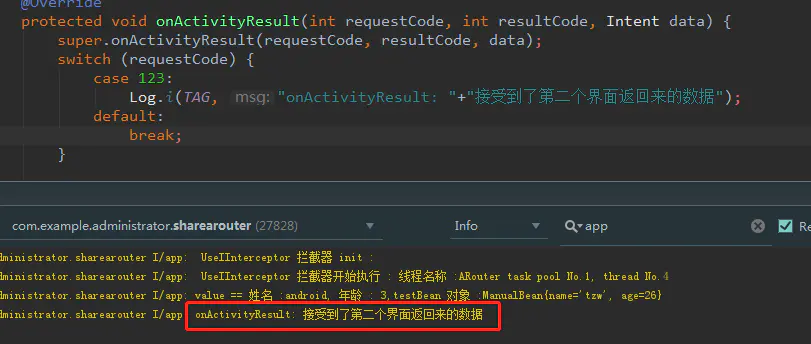 @Override
protected void onActivityResult(int requestCode, int resultCode, Intent data) {
super.onActivityResult(requestCode, resultCode, data);
switch (requestCode) {
case 123:
Log.i(TAG, msg: "onActivityResult: "+"接受到了第二个界面返回来的数据");
default:
break;
}
com.example.administrator.sharearouter (27828) Info app Re
dministrator.sharearouter I/app: UseIInterceptor 拦截器 init :
dministrator.sharearouter I/app: UseIInterceptor 拦截器开始执行 : 线程名称 :ARouter task pool No.1, thread No.4
dministrator.sharearouter I/app: value == 姓名 :android, 年龄 : 3,testBean 对象 :ManualBean{name='tzw', age=26}
dministrator.sharearouter I/app: onActivityResult: 接受到了第二个界面返回来的数据